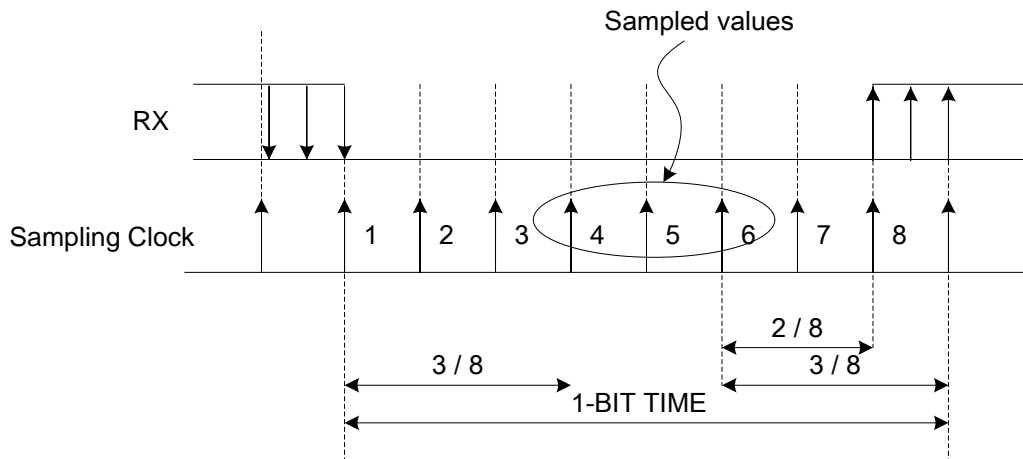 Sampled values
RX
Sampling Clock
1 2 3 4 5 6 7 8
2 / 8
3 / 8
3 / 8
1-BIT TIME